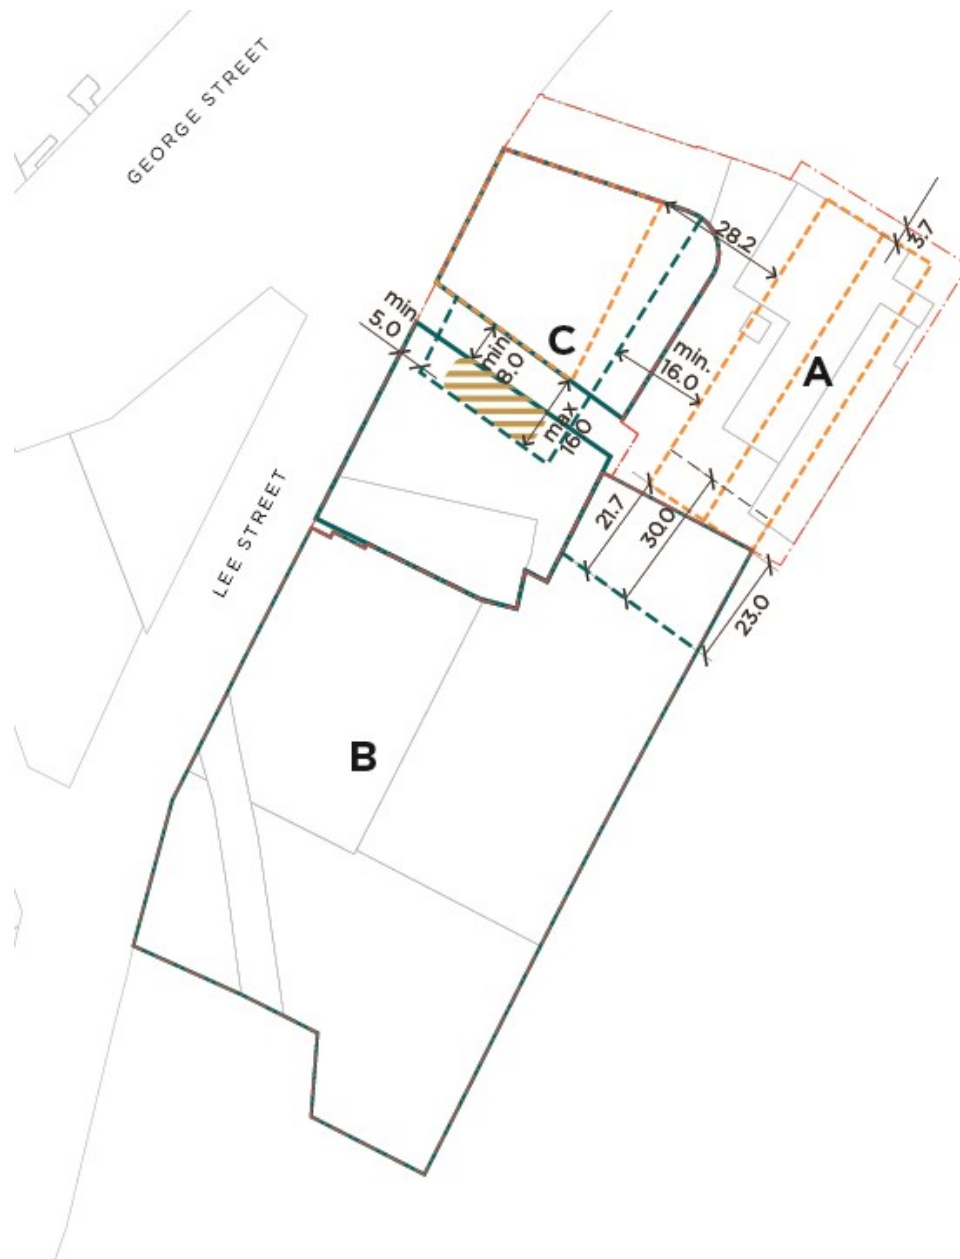 GEORGE STREET
3.7
28.2
min.
5.0
min.
8.0
C
min.
16.0
A
max
16.0
21.7
30.0
LEE STREET
23.0
B